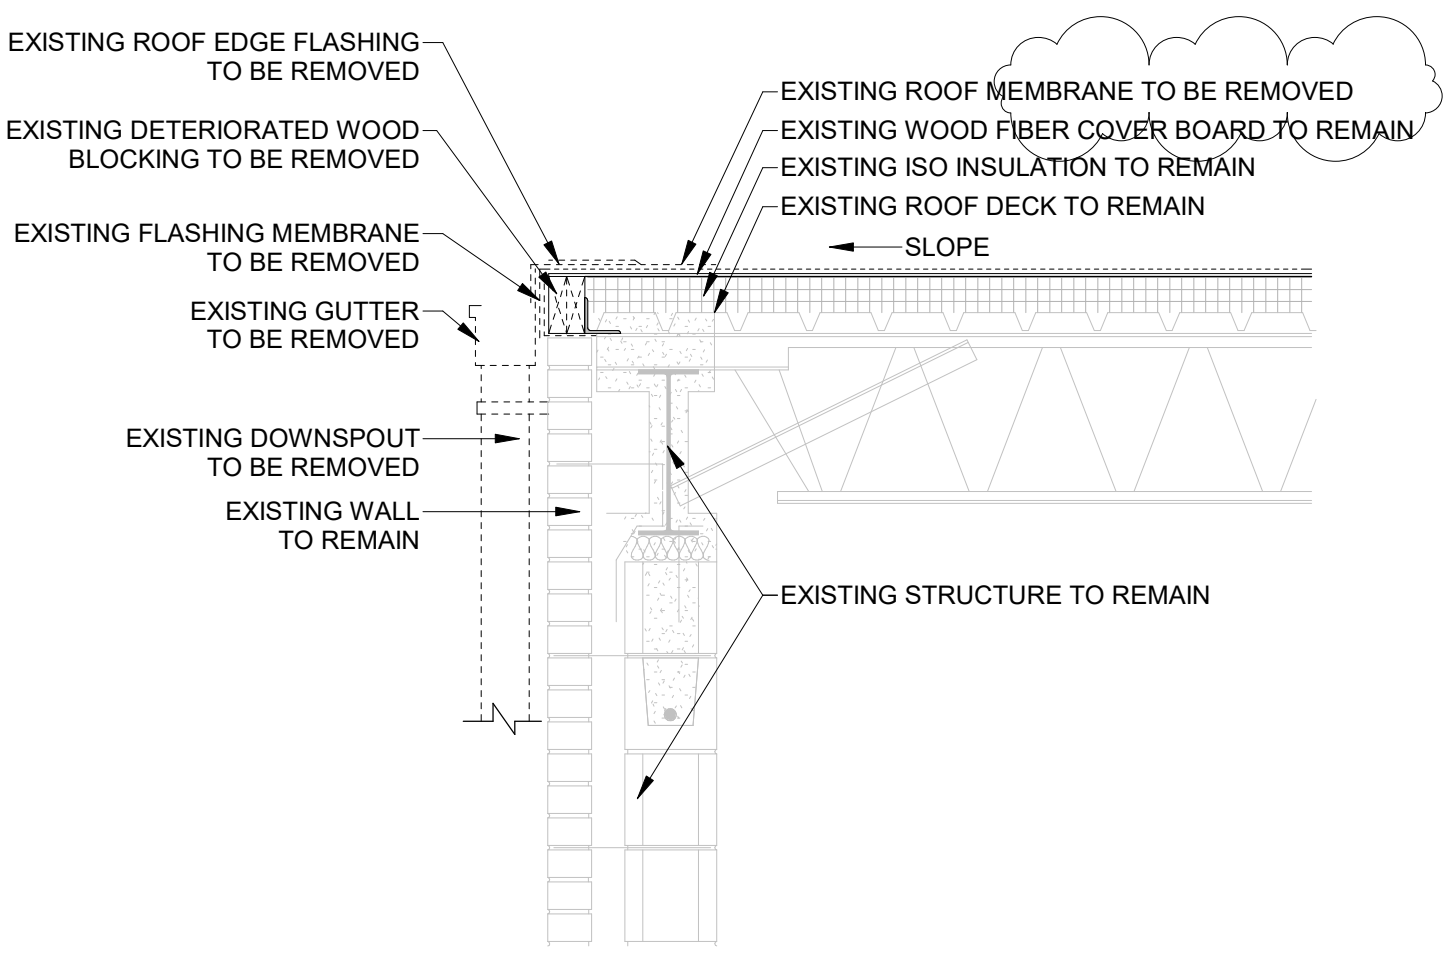 EXISTING ROOF EDGE FLASHING
TO BE REMOVED
EXISTING DETERIORATED WOOD
BLOCKING TO BE REMOVED
EXISTING FLASHING MEMBRANE
TO BE REMOVED
EXISTING GUTTER
TO BE REMOVED
EXISTING DOWNSPOUT
TO BE REMOVED
EXISTING WALL
TO REMAIN
EXISTING ROOF MEMBRANE TO BE REMOVED
EXISTING WOOD FIBER COVER BOARD TO REMAIN
EXISTING ISO INSULATION TO REMAIN
EXISTING ROOF DECK TO REMAIN
SLOPE
EXISTING STRUCTURE TO REMAIN